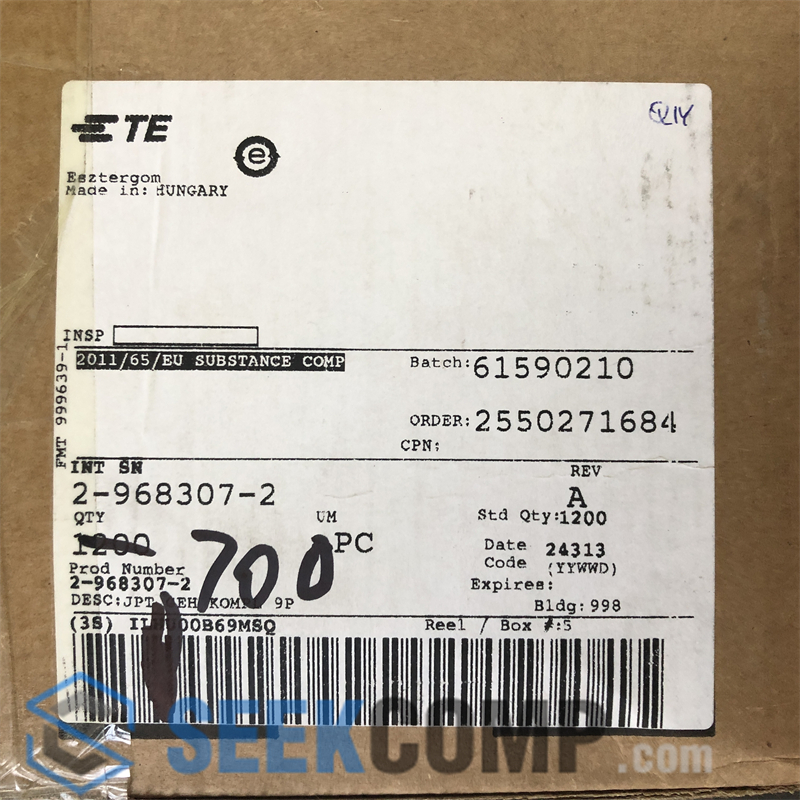 TE
e
Esztergom
Made in: HUNGARY
INSP
2011/65/EU SUBSTANCE COMP
Batch: 61590210
ORDER: 2550271684
CPN:
FMT 999639-1
INT SN
REV
2-968307-2
A
QTY
UM
Std Qty:1200
1200
700
PC
Date Code 24313 (YYWWD)
Prod Number
2-968307-2
Expires:
DESC:JPT KOMPL 9P
Bldg: 998
(3S)
Reel / Box #:5
SEEKCOMP.com